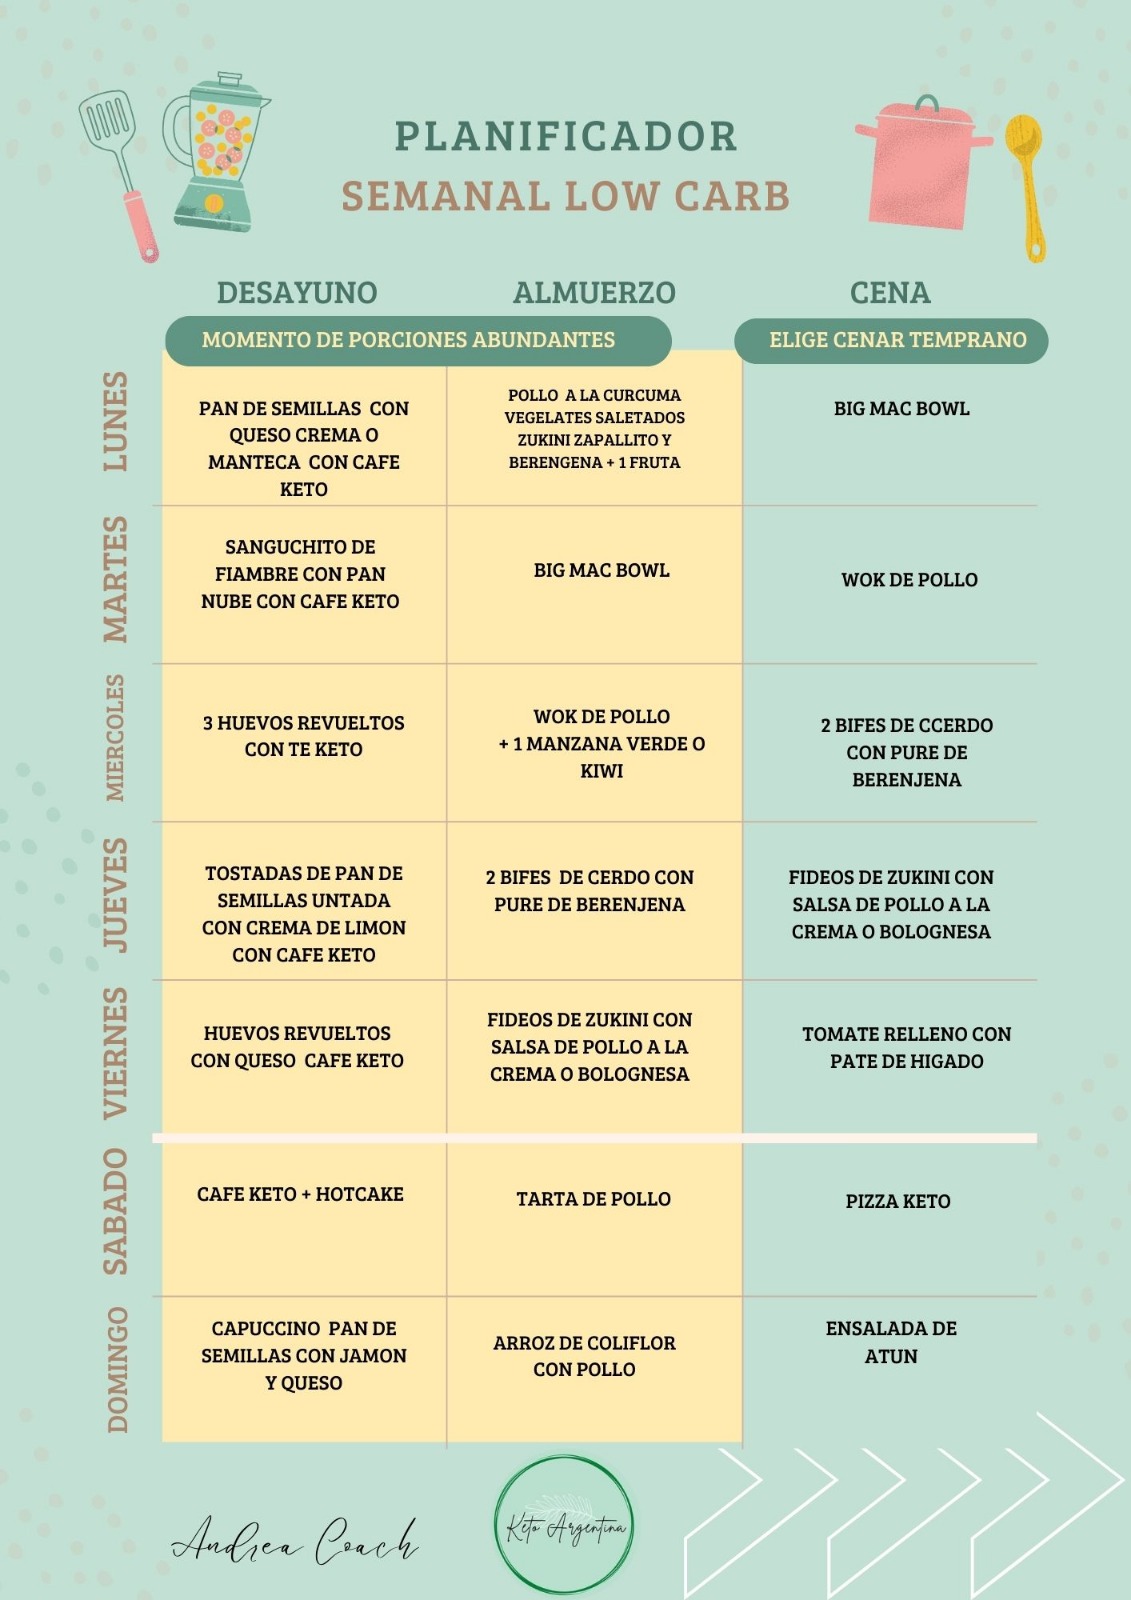 PLANIFICADOR
SEMANAL LOW CARB
DESAYUNO
ALMUERZO
CENA
MOMENTO DE PORCIONES ABUNDANTES
ELIGE CENAR TEMPRANO
LUNES
PAN DE SEMILLAS CON
QUESO CREMA O
MANTECA CON CAFE
KETO
POLLO A LA CURCUMA
VEGELATES SALETADOS
ZUKINI ZAPALLITO Y
BERENGENA + 1 FRUTA
BIG MAC BOWL
MARTES
SANGUCHITO DE
FIAMBRE CON PAN
NUBE CON CAFE KETO
BIG MAC BOWL
WOK DE POLLO
MIERCOLES
3 HUEVOS REVUELTOS
CON TE KETO
WOK DE POLLO
+ 1 MANZANA VERDE O
KIWI
2 BIFES DE CCERDO
CON PURE DE
BERENJENA
JUEVES
TOSTADAS DE PAN DE
SEMILLAS UNTADA
CON CREMA DE LIMON
CON CAFE KETO
2 BIFES DE CERDO CON
PURE DE BERENJENA
FIDEOS DE ZUKINI CON
SALSA DE POLLO A LA
CREMA O BOLOGNESA
VIERNES
HUEVOS REVUELTOS
CON QUESO CAFE KETO
FIDEOS DE ZUKINI CON
SALSA DE POLLO A LA
CREMA O BOLOGNESA
TOMATE RELLENO CON
PATE DE HIGADO
SABADO
CAFE KETO + HOTCAKE
TARTA DE POLLO
PIZZA KETO
DOMINGO
CAPUCCINO PAN DE
SEMILLAS CON JAMON
Y QUESO
ARROZ DE COLIFLOR
CON POLLO
ENSALADA DE
ATUN
Andrea Coach
Keto Argentina